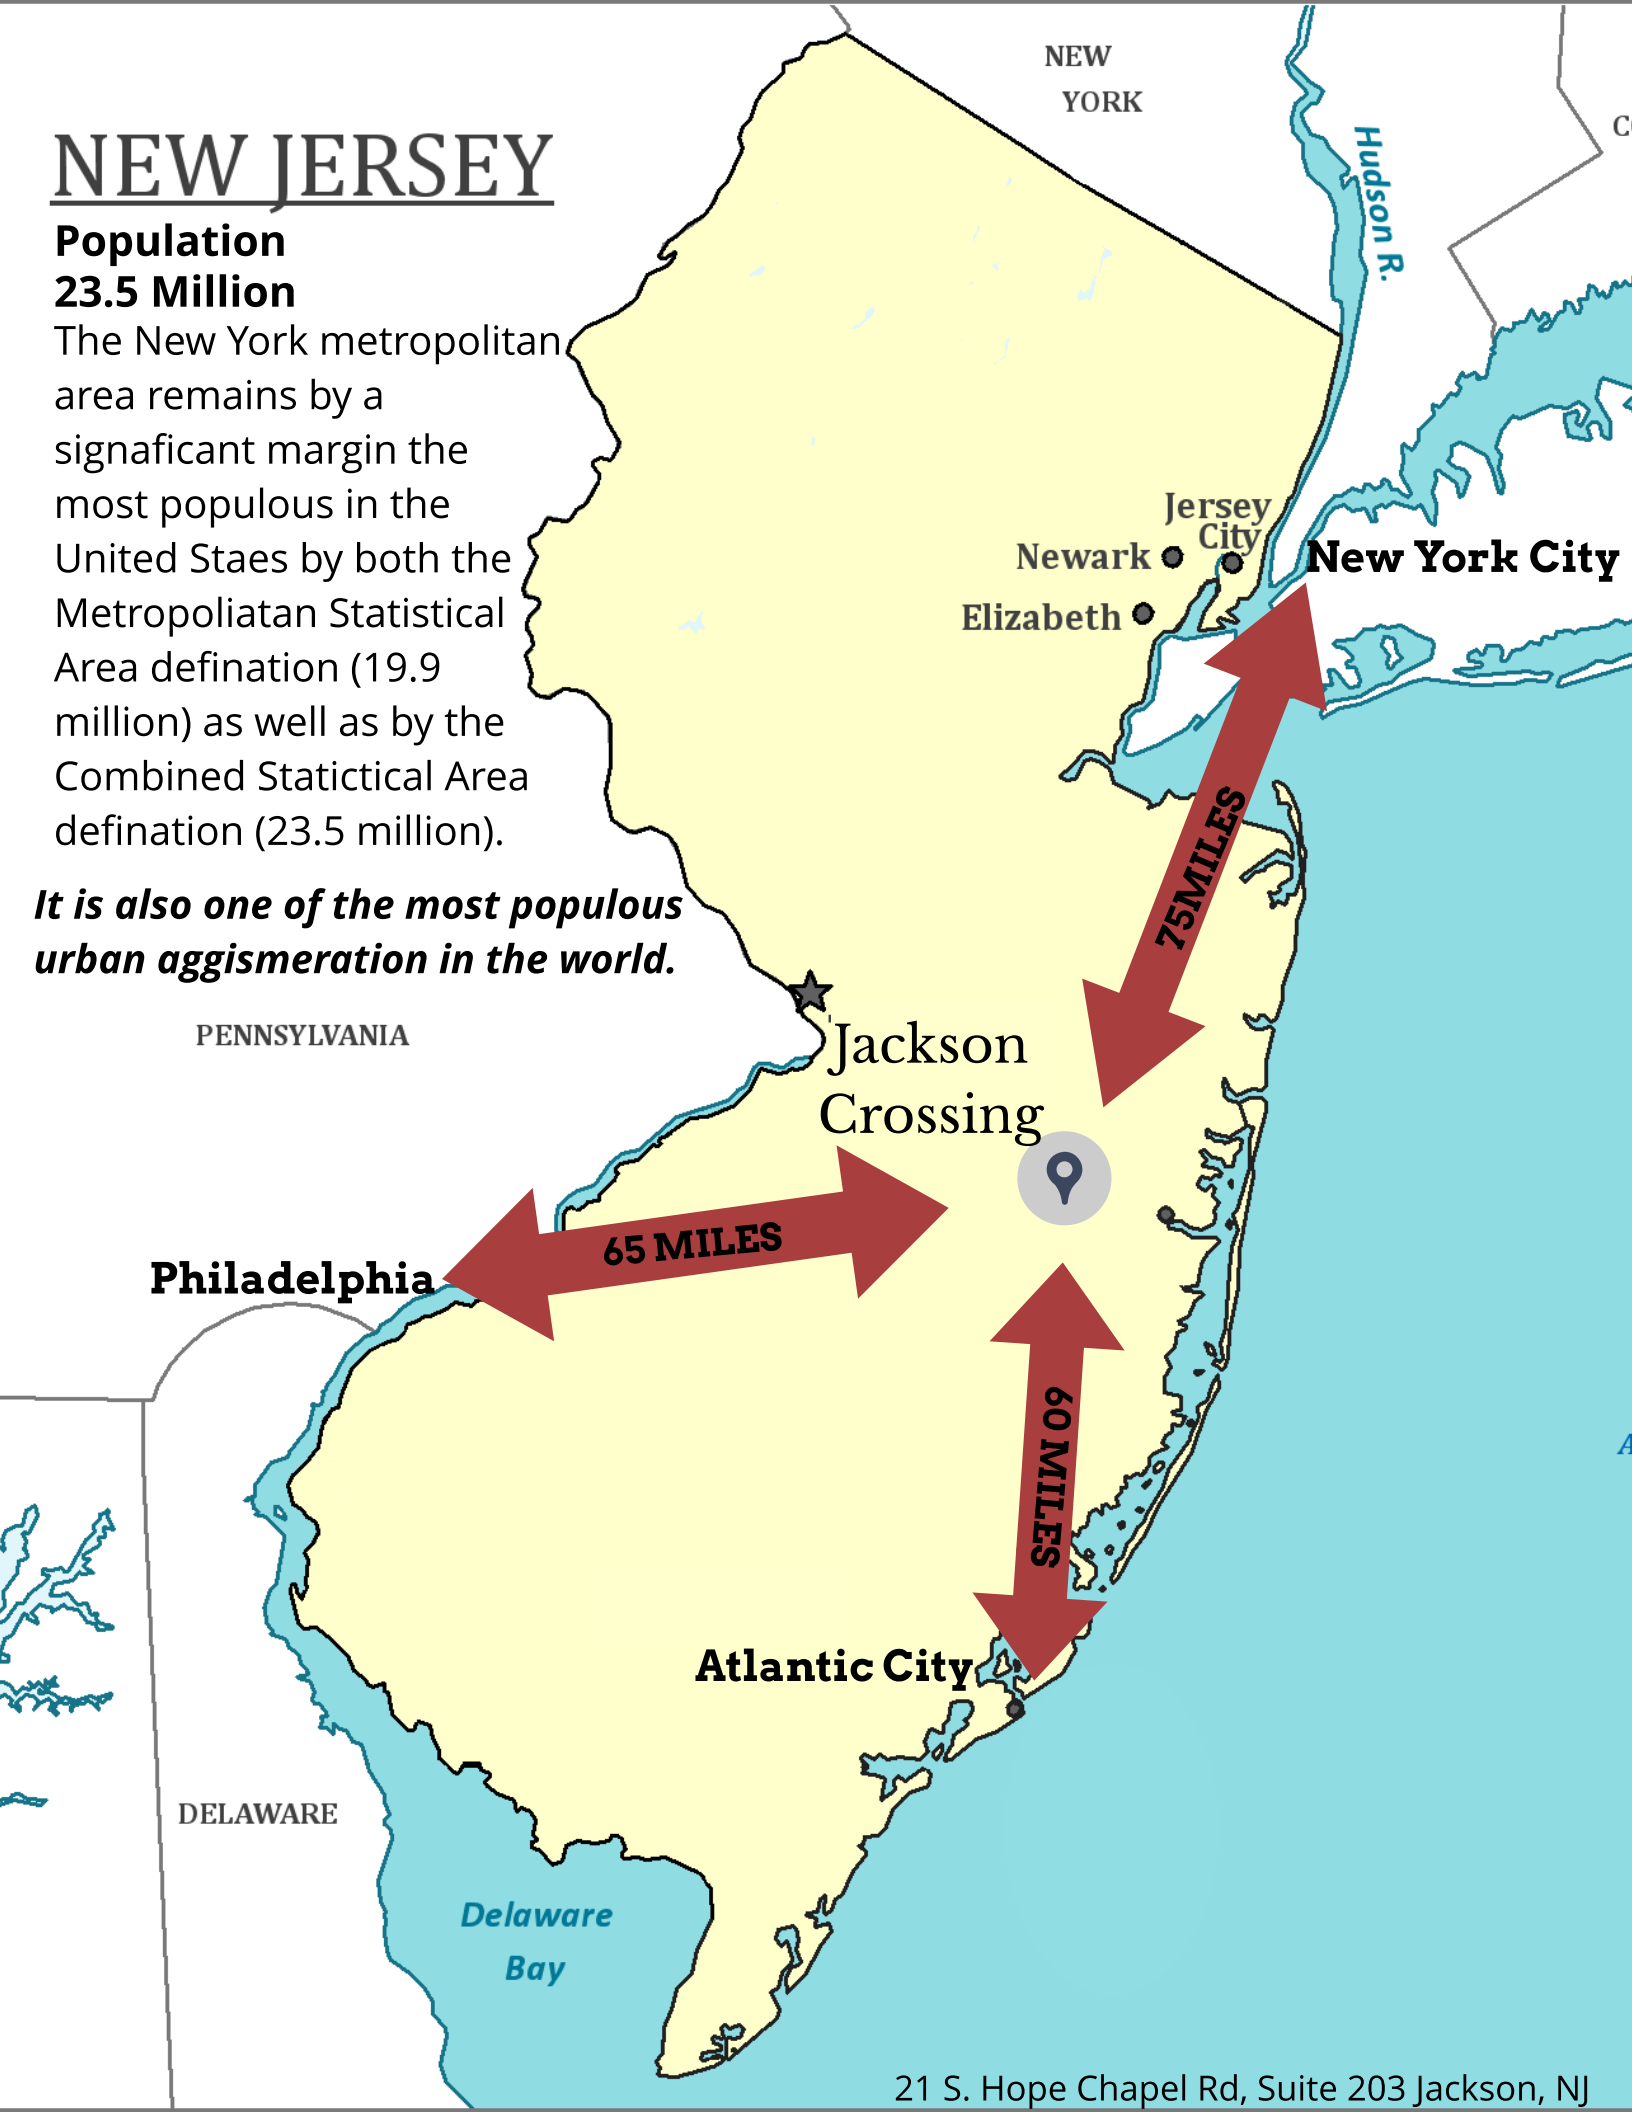 NEW YORK
Hudson R.
NEW JERSEY
Population
23.5 Million
The New York metropolitan
area remains by a
signaficant margin the
most populous in the
United Staes by both the
Metropoliatan Statistical
Area defination (19.9
million) as well as by the
Combined Statictical Area
defination (23.5 million).
It is also one of the most populous
urban aggismeration in the world.
Jersey
City
Newark
New York City
Elizabeth
75MILES
PENNSYLVANIA
Jackson
Crossing
65 MILES
Philadelphia
60 MILES
Atlantic City
DELAWARE
Delaware
Bay
21 S. Hope Chapel Rd, Suite 203 Jackson, NJ